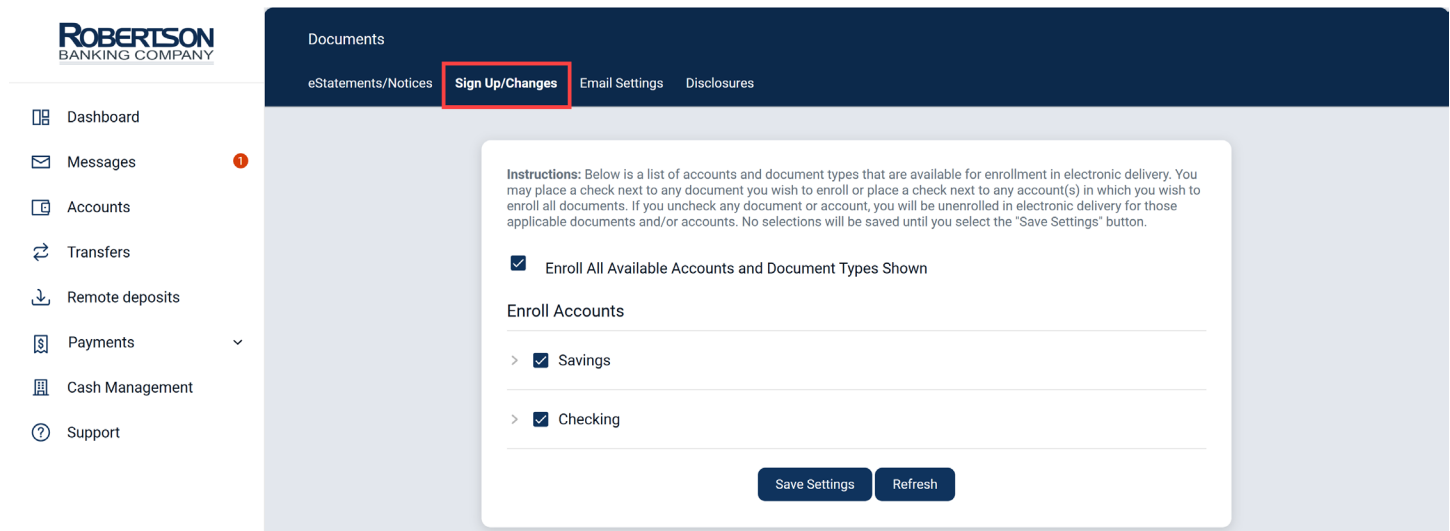 ROBERTSON
BANKING COMPANY
Dashboard
Messages
1
Accounts
Transfers
Remote deposits
Payments
Cash Management
Support
Documents
eStatements/Notices Sign Up/Changes Email Settings Disclosures
Instructions: Below is a list of accounts and document types that are available for enrollment in electronic delivery. You
may place a check next to any document you wish to enroll or place a check next to any account(s) in which you wish to
enroll all documents. If you uncheck any document or account, you will be unenrolled in electronic delivery for those
applicable documents and/or accounts. No selections will be saved until you select the "Save Settings" button.
Enroll All Available Accounts and Document Types Shown
Enroll Accounts
Savings
Checking
Save Settings Refresh